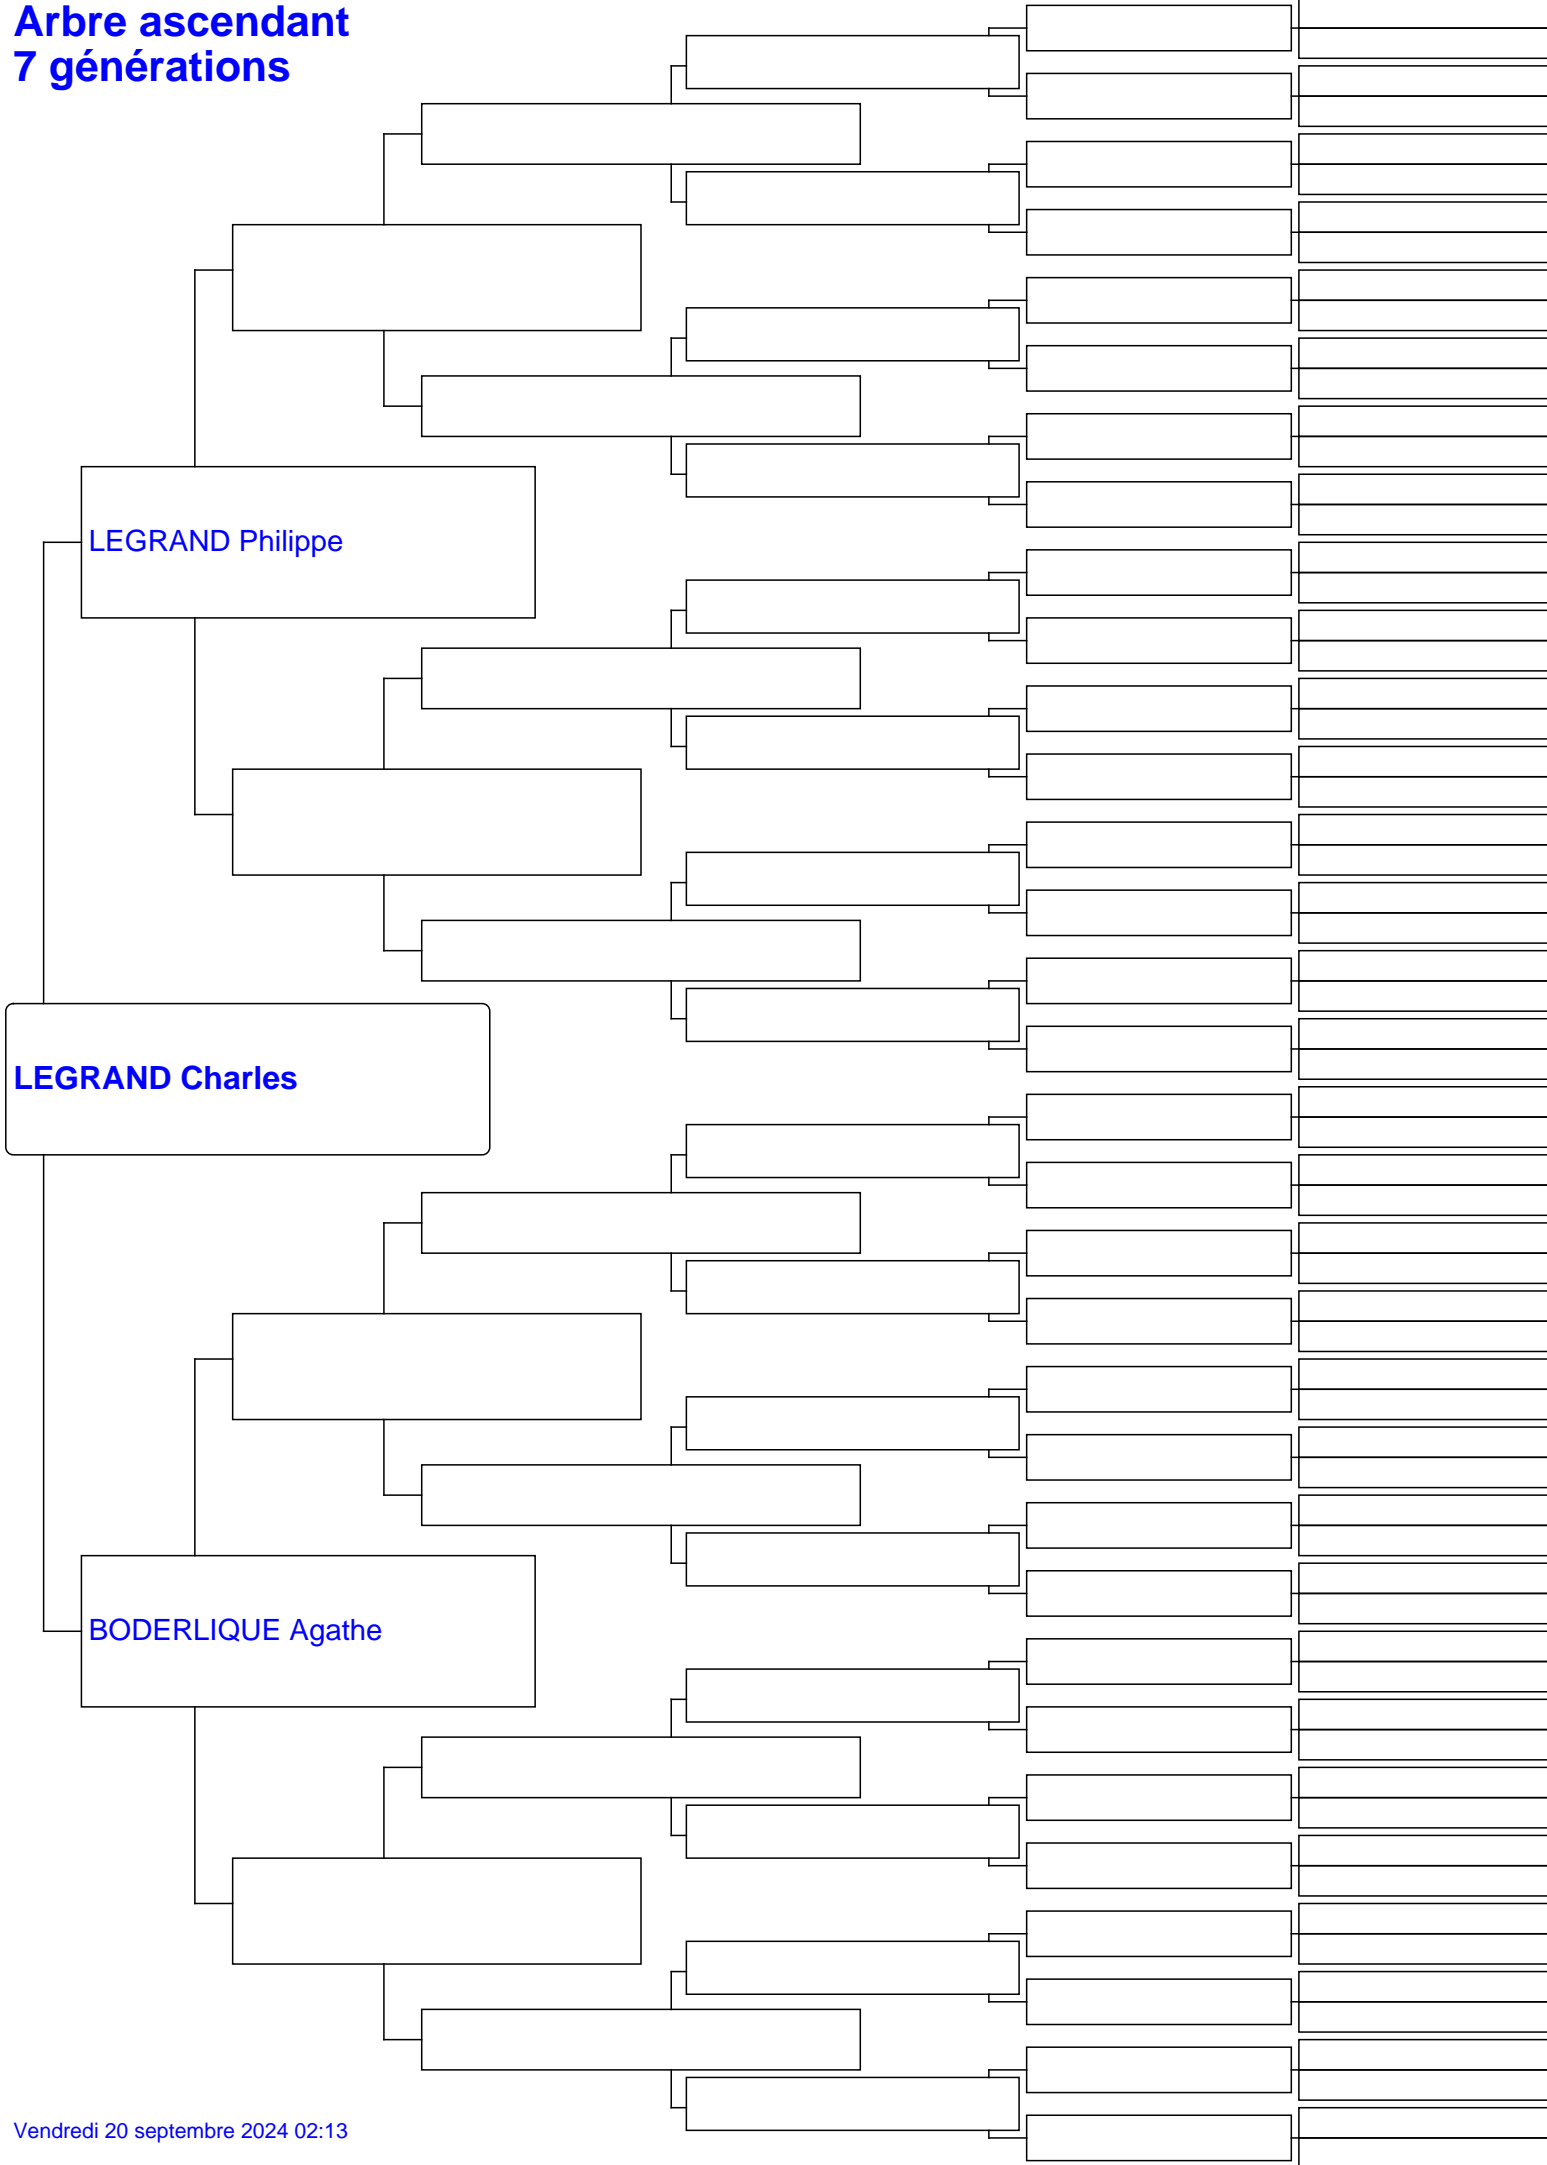 Arbre ascendant
7 générations
LEGRAND Philippe
LEGRAND Charles
BODERLIQUE Agathe
Vendredi 20 septembre 2024 02:13